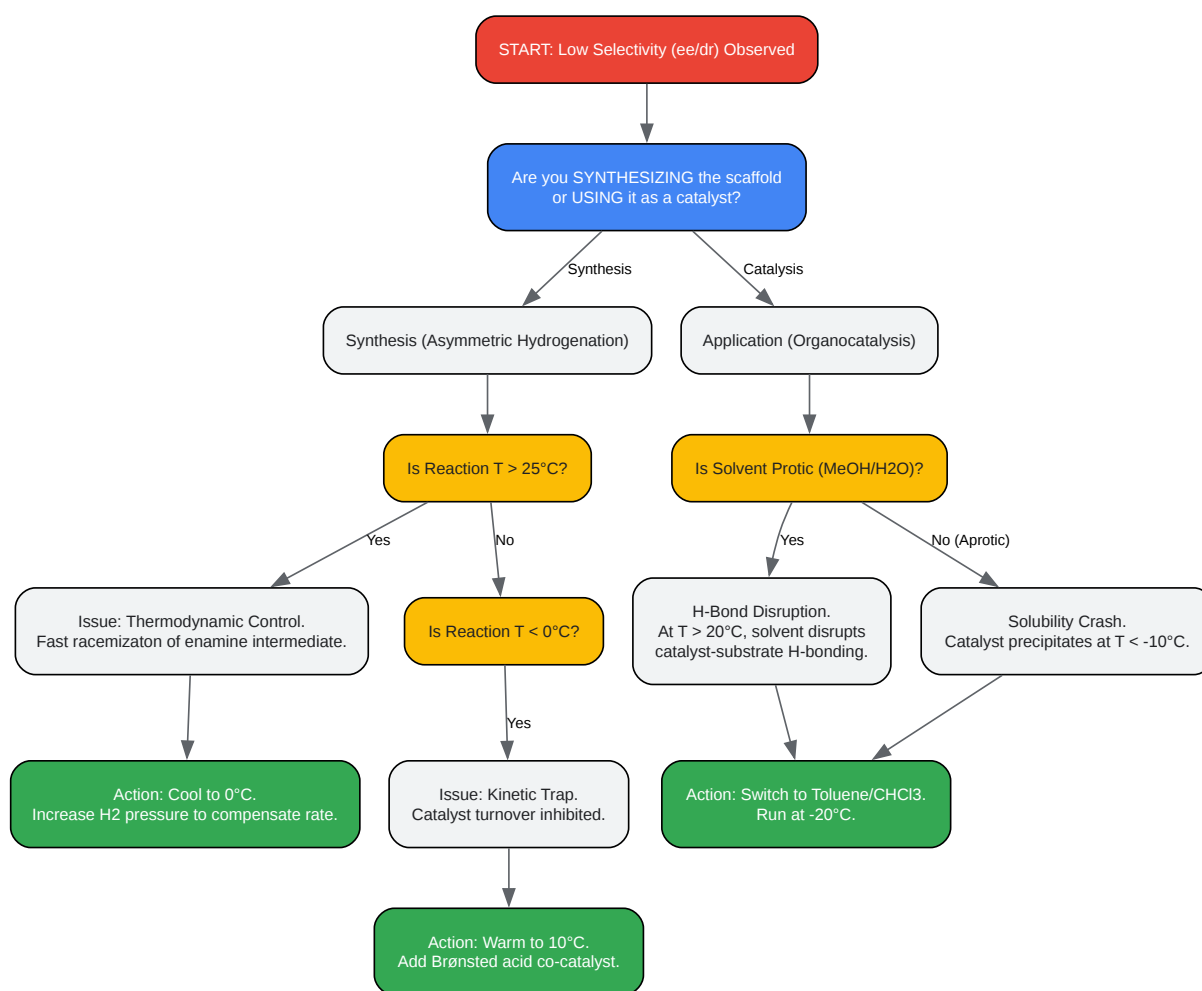 START: Low Selectivity (ee/dr) Observed
Are you SYNTHESIZING the scaffold
or USING it as a catalyst?
Synthesis
Catalysis
Synthesis (Asymmetric Hydrogenation)
Application (Organocatalysis)
Is Reaction T > 25°C?
Is Solvent Protic (MeOH/H2O)?
Yes
No
Yes
No (Aprotic)
Issue: Thermodynamic Control.
Fast racemizaton of enamine intermediate.
Is Reaction T < 0°C?
H-Bond Disruption.
At T > 20°C, solvent disrupts
catalyst-substrate H-bonding.
Solubility Crash.
Catalyst precipitates at T < -10°C.
Yes
Action: Cool to 0°C.
Increase H2 pressure to compensate rate.
Issue: Kinetic Trap.
Catalyst turnover inhibited.
Action: Switch to Toluene/CHCl3.
Run at -20°C.
Action: Warm to 10°C.
Add Brønsted acid co-catalyst.